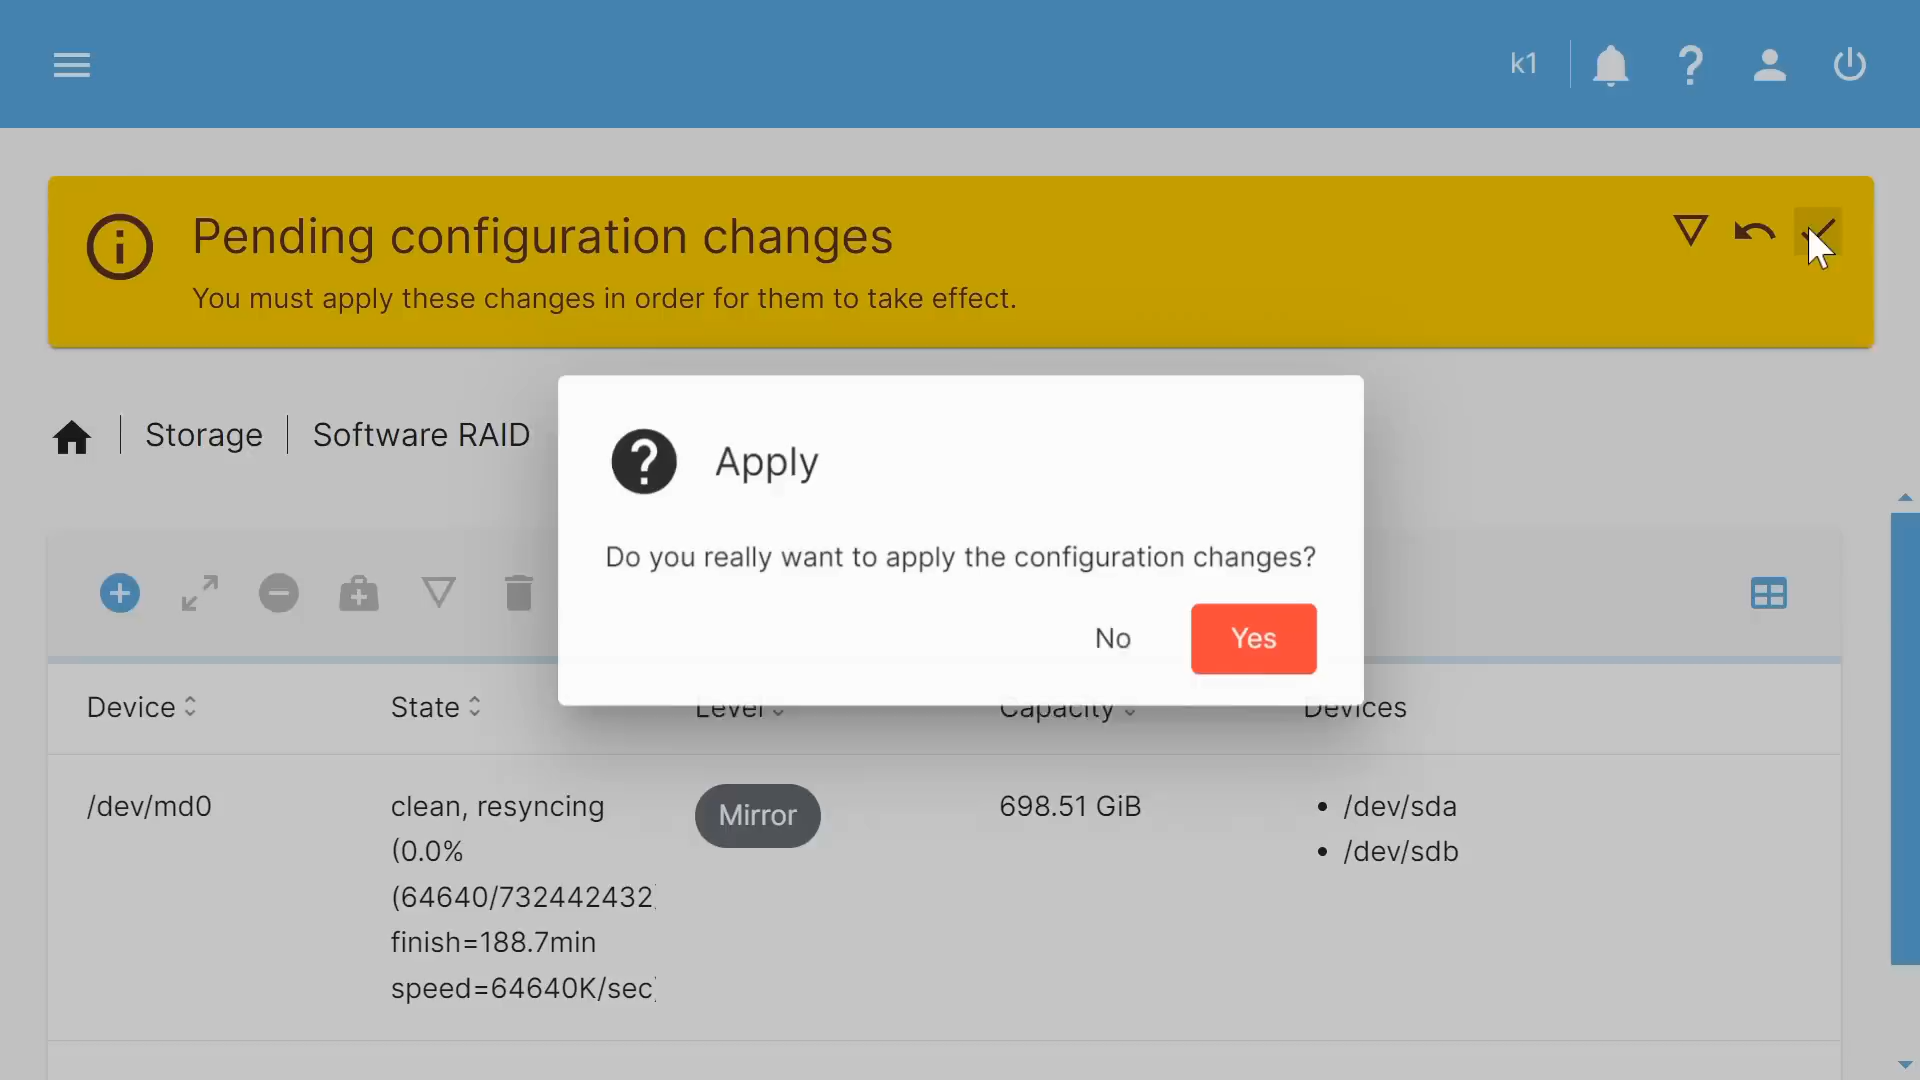 k1
Pending configuration changes
You must apply these changes in order for them to take effect.
Storage
Software RAID
Apply
Do you really want to apply the configuration changes?
No
Yes
Device
State
Level
Capacity
Devices
/dev/md0
clean, resyncing
(0.0%
(64640/732442432)
finish=188.7min
speed=64640K/sec)
Mirror
698.51 GiB
• /dev/sda
• /dev/sdb